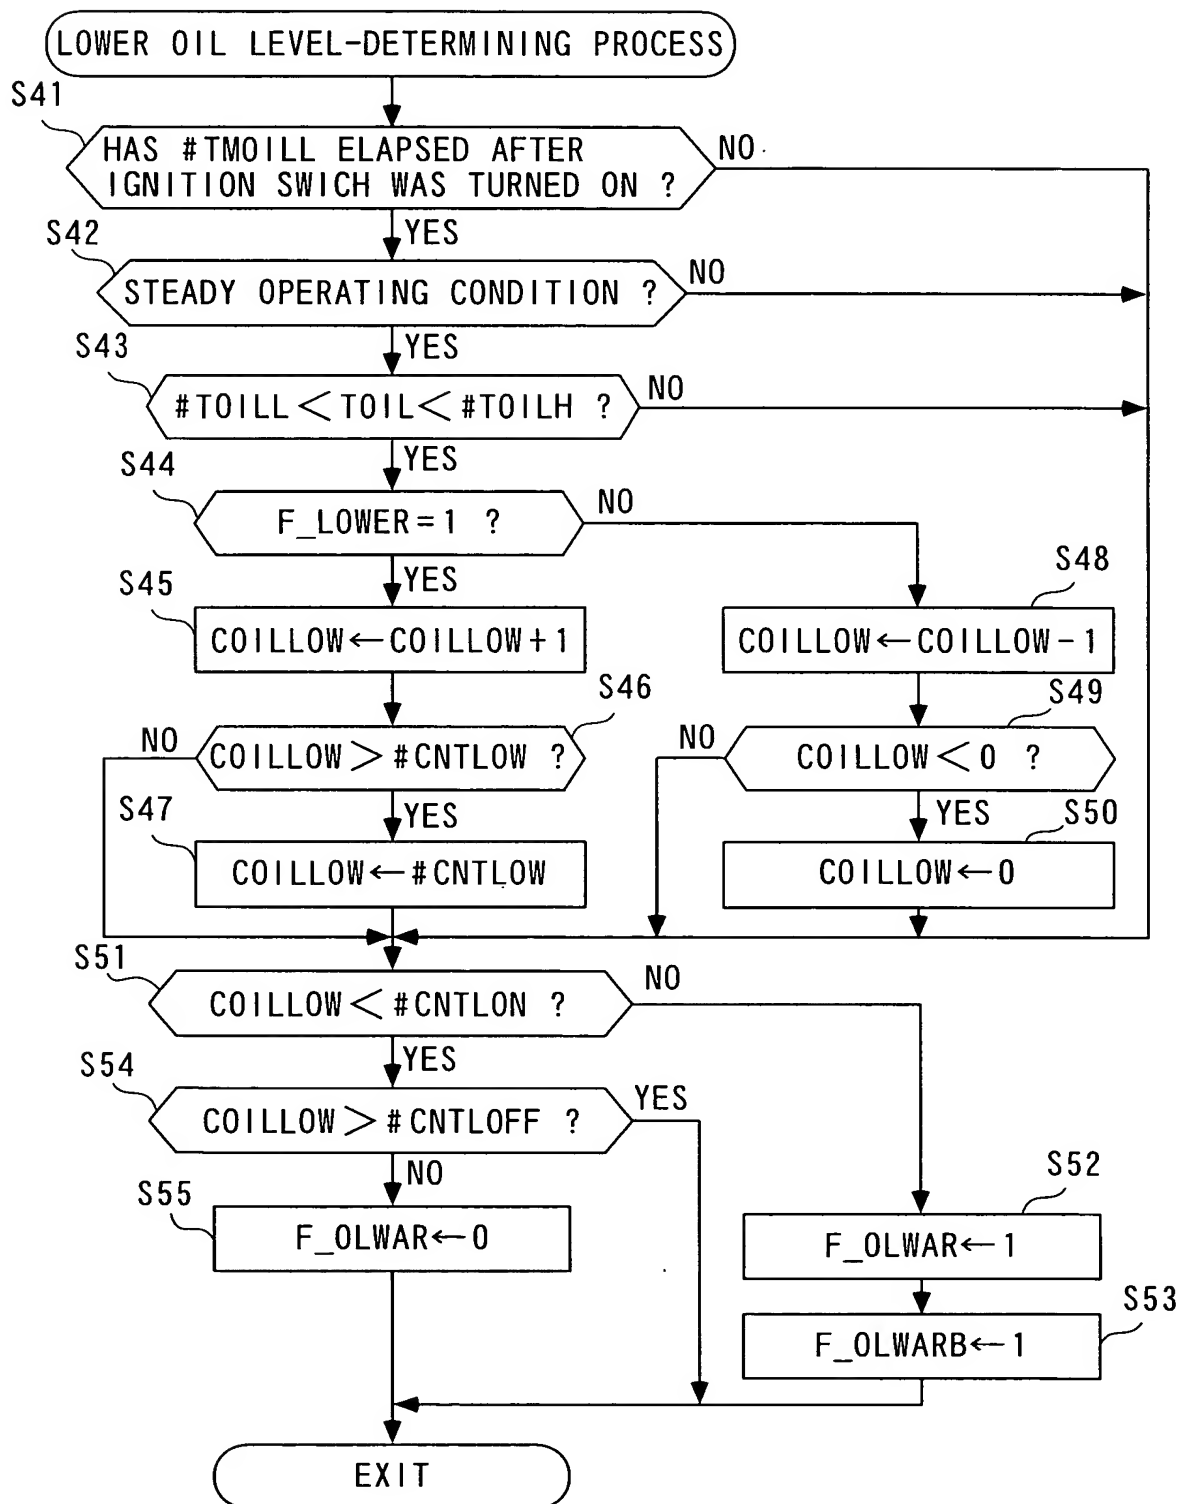 LOWER OIL LEVEL-DETERMINING PROCESS
S41
HAS #TMOILL ELAPSED AFTER
IGNITION SWICH WAS TURNED ON ?
NO
YES
S42
STEADY OPERATING CONDITION ?
NO
YES
S43
#TOILL<TOIL<#TOILH ?
NO
YES
S44
F_LOWER=1 ?
NO
YES
S45
COILLOW←COILLOW+1
S48
COILLOW←COILLOW-1
S46
COILLOW>#CNTLOW ?
NO
YES
S49
COILLOW<0 ?
NO
YES
S47
COILLOW←#CNTLOW
S50
COILLOW←0
S51
COILLOW<#CNTLON ?
NO
YES
S54
COILLOW>#CNTLOFF ?
YES
NO
S55
F_OLWAR←0
S52
F_OLWAR←1
S53
F_OLWARB←1
EXIT